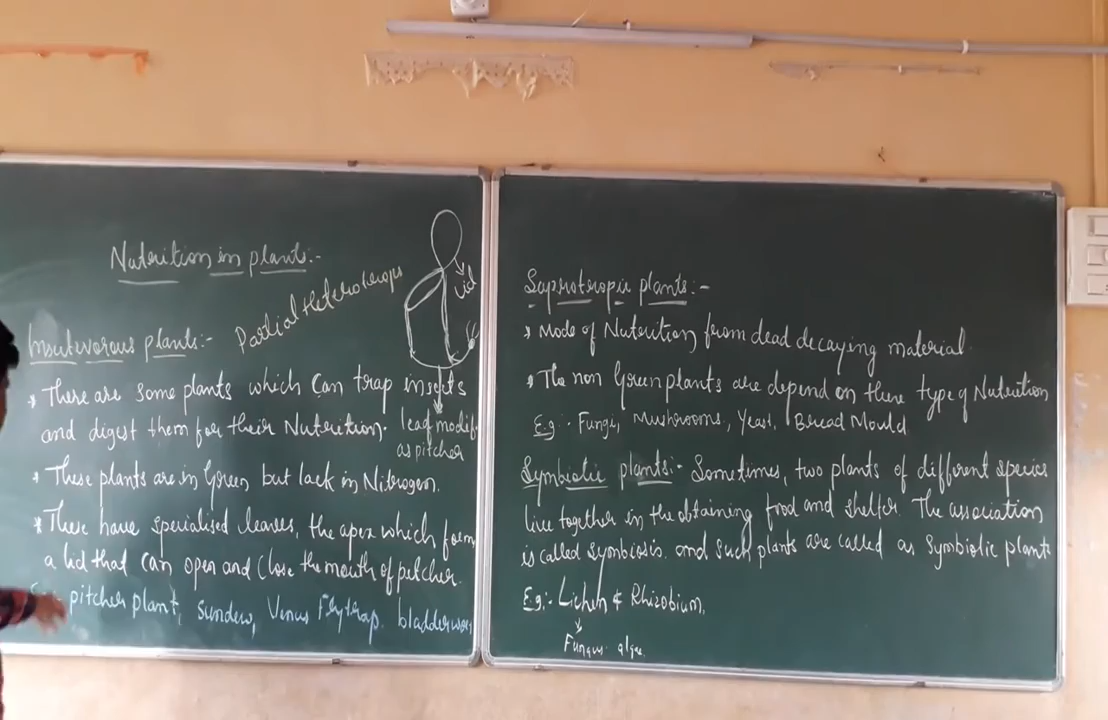 Nutrition in plants:-
Partial Heterotrops
Lid
Insectivorous plants:-
* There are some plants which can trap insects
and digest them for their Nutrition.
leaf modif
as pitcher
* These plants are in Green but lack in Nitrogen.
* These have specialised leaves, the apex which form
a lid that can open and close the mouth of pitcher.
pitcher plant, sundew, Venus Flytrap. bladderwor
Saprotropic plants:-
* Mode of Nutrition from dead decaying material.
* The non Green plants are depend on these type of Nutrition
Eg:- Fungi, Mushrooms, Yeast, Bread Mould
Symbiotic plants:- Sometimes, two plants of different species
live together in the obtaining food and shelter. The association
is called symbiosis. and such plants are called as Symbiotic plants
Eg:- Lichen & Rhizobium,
Fungus algae.